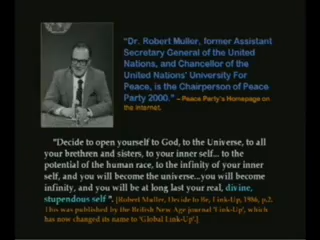 “Dr. Robert Muller, former Assistant
Secretary General of the United
Nations, and Chancellor of the
United Nations’ University For
Peace, is the Chairperson of Peace
Party 2000.” – Peace Party’s Homepage on
the internet.
"Decide to open yourself to God, to the Universe, to all
your brethren and sisters, to your inner self... to the
potential of the human race, to the infinity of your inner
self, and you will become the universe...you will become
infinity, and you will be at long last your real, divine,
stupendous self ". [Robert Muller, Decide to Be, Link-Up, 1986, p.2.
This was published by the British New Age journal ‘Link-Up’, which
has now changed its name to ‘Global Link-Up’.]